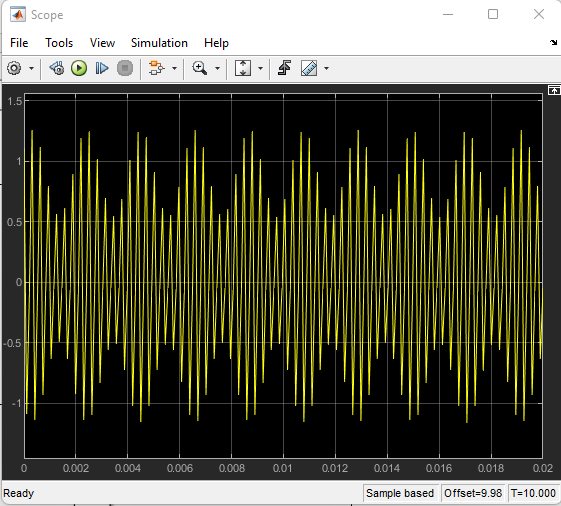 Scope
File Tools View Simulation Help
1.5
1
0.5
0
-0.5
-1
0 0.002 0.004 0.006 0.008 0.01 0.012 0.014 0.016 0.018 0.02
Ready Sample based Offset=9.98 T=10.000